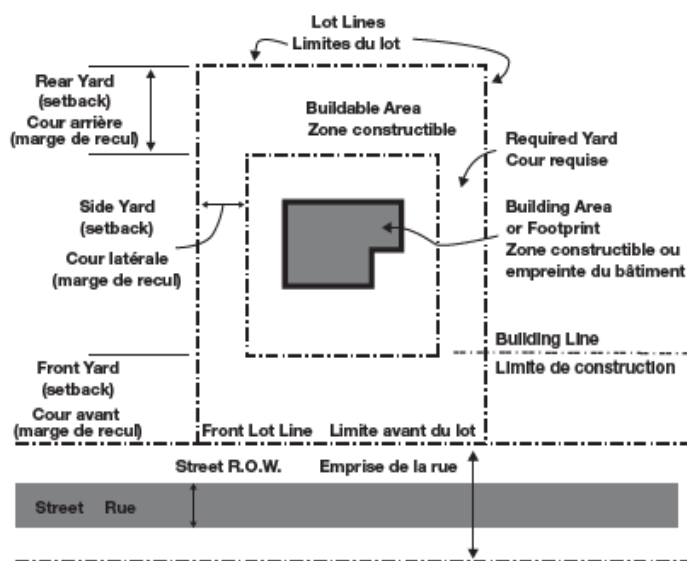 Lot Lines
Limites du lot
Rear Yard
(setback)
Cour arrière
(marge de recul)
Buildable Area
Zone constructible
Required Yard
Cour requise
Side Yard
(setback)
Cour latérale
(marge de recul)
Building Area
or Footprint
Zone constructible ou
empreinte du bâtiment
Building Line
Limite de construction
Front Yard
(setback)
Cour avant
(marge de recul)
Front Lot Line Limite avant du lot
Street R.O.W. Emprise de la rue
Street Rue